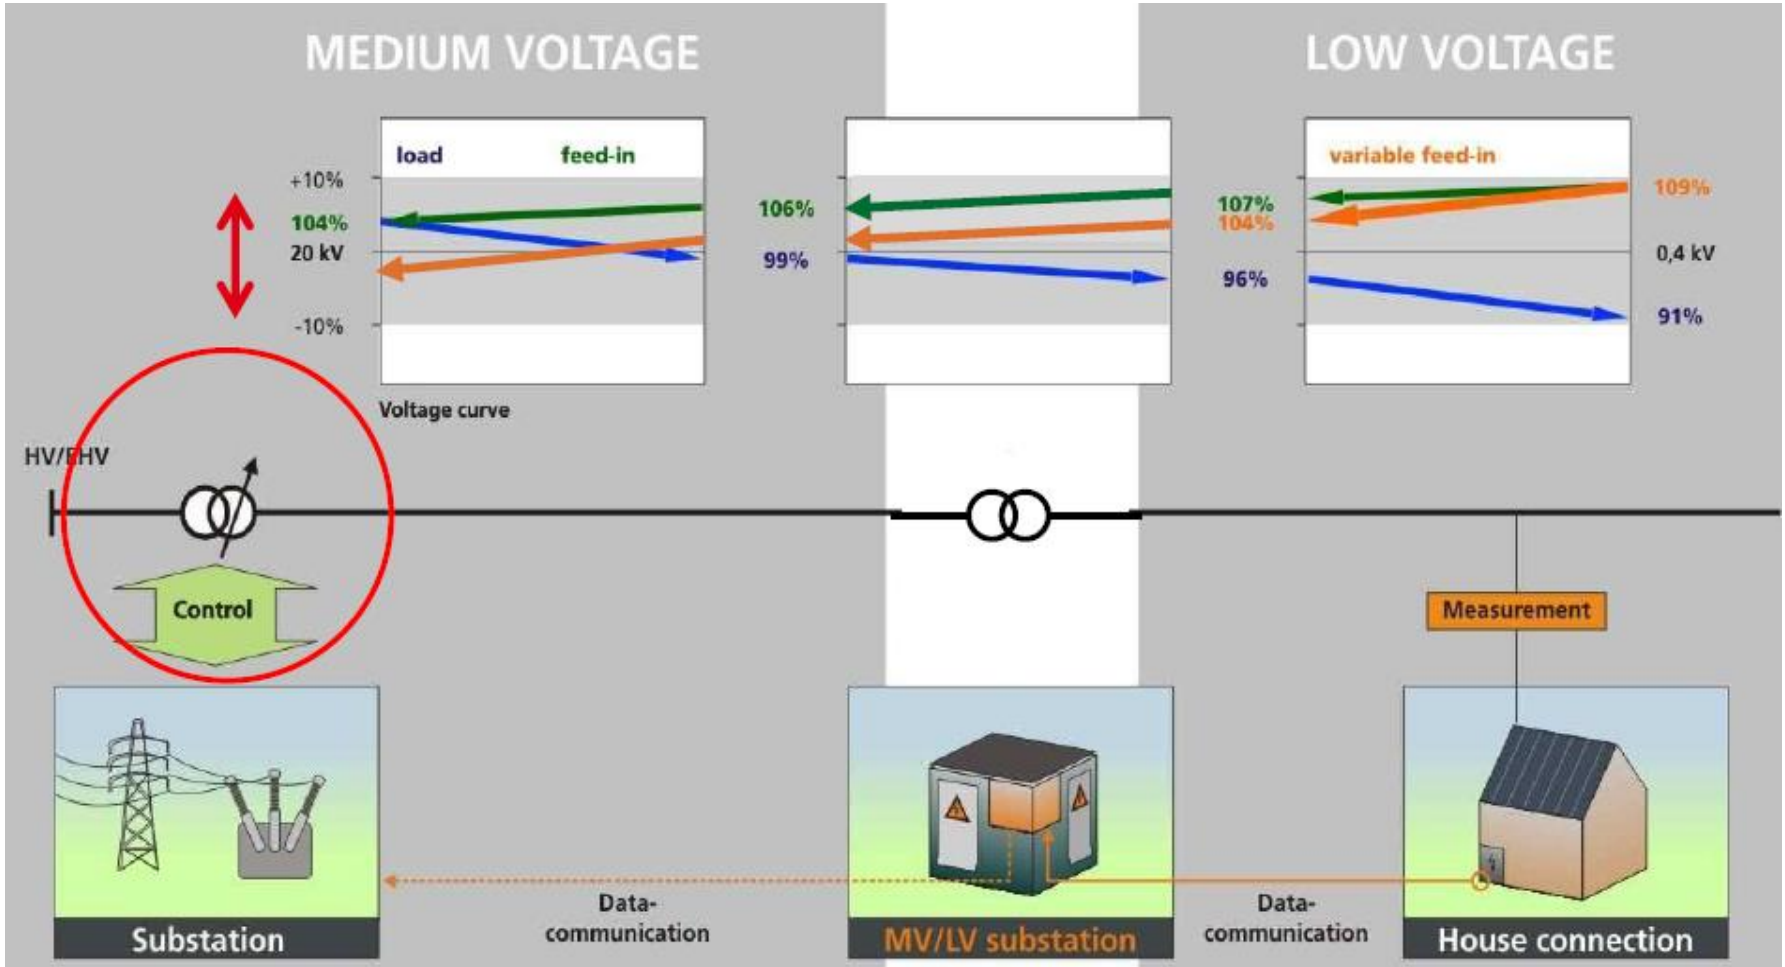 MEDIUM VOLTAGE
LOW VOLTAGE
load
feed-in
variable feed-in
+10%
104%
20 kV
-10%
106%
99%
107%
104%
96%
109%
0,4 kV
91%
Voltage curve
HV/EHV
Control
Measurement
Data-
communication
Data-
communication
Substation
MV/LV substation
House connection